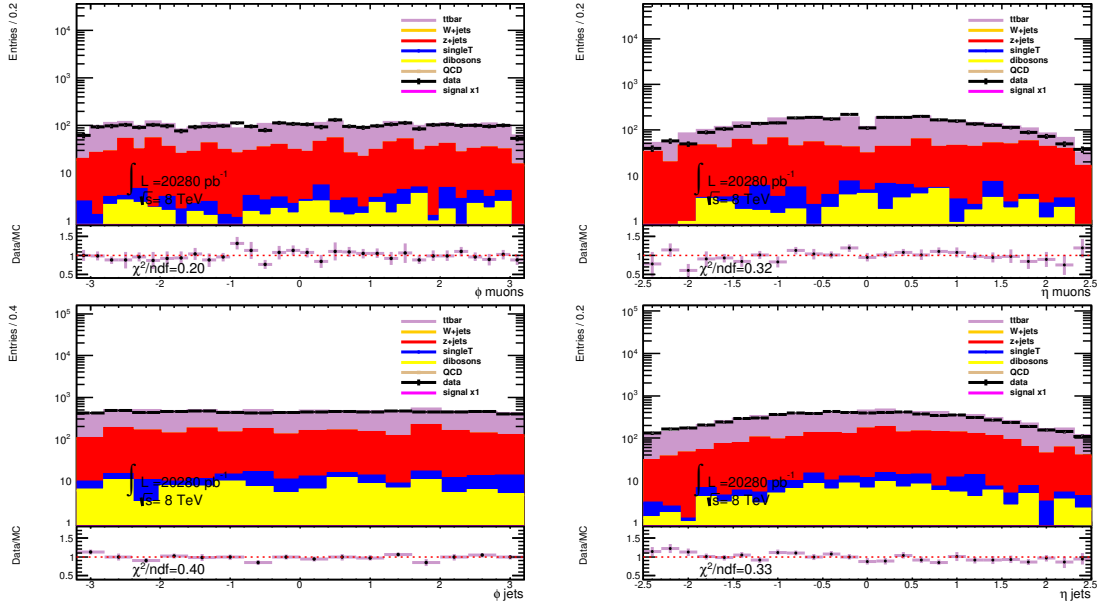 Entries / 0.2
10⁴
10³
10²
10
1
ttbar
W+jets
z+jets
singleT
dibosons
QCD
data
signal x1
∫ L =20280 pb⁻¹
√s= 8 TeV
Data/MC
1.5
1
0.5
χ²/ndf=0.20
-3 -2 -1 0 1 2 3
φ muons
Entries / 0.2
10⁴
10³
10²
10
1
ttbar
W+jets
z+jets
singleT
dibosons
QCD
data
signal x1
∫ L =20280 pb⁻¹
√s= 8 TeV
Data/MC
1.5
1
0.5
χ²/ndf=0.32
-2.5 -2 -1.5 -1 -0.5 0 0.5 1 1.5 2 2.5
η muons
Entries / 0.4
10⁵
10⁴
10³
10²
10
1
ttbar
W+jets
z+jets
singleT
dibosons
QCD
data
signal x1
∫ L =20280 pb⁻¹
√s= 8 TeV
Data/MC
1.5
1
0.5
χ²/ndf=0.40
-3 -2 -1 0 1 2 3
φ jets
Entries / 0.2
10⁵
10⁴
10³
10²
10
1
ttbar
W+jets
z+jets
singleT
dibosons
QCD
data
signal x1
∫ L =20280 pb⁻¹
√s= 8 TeV
Data/MC
1.5
1
0.5
χ²/ndf=0.33
-2.5 -2 -1.5 -1 -0.5 0 0.5 1 1.5 2 2.5
η jets